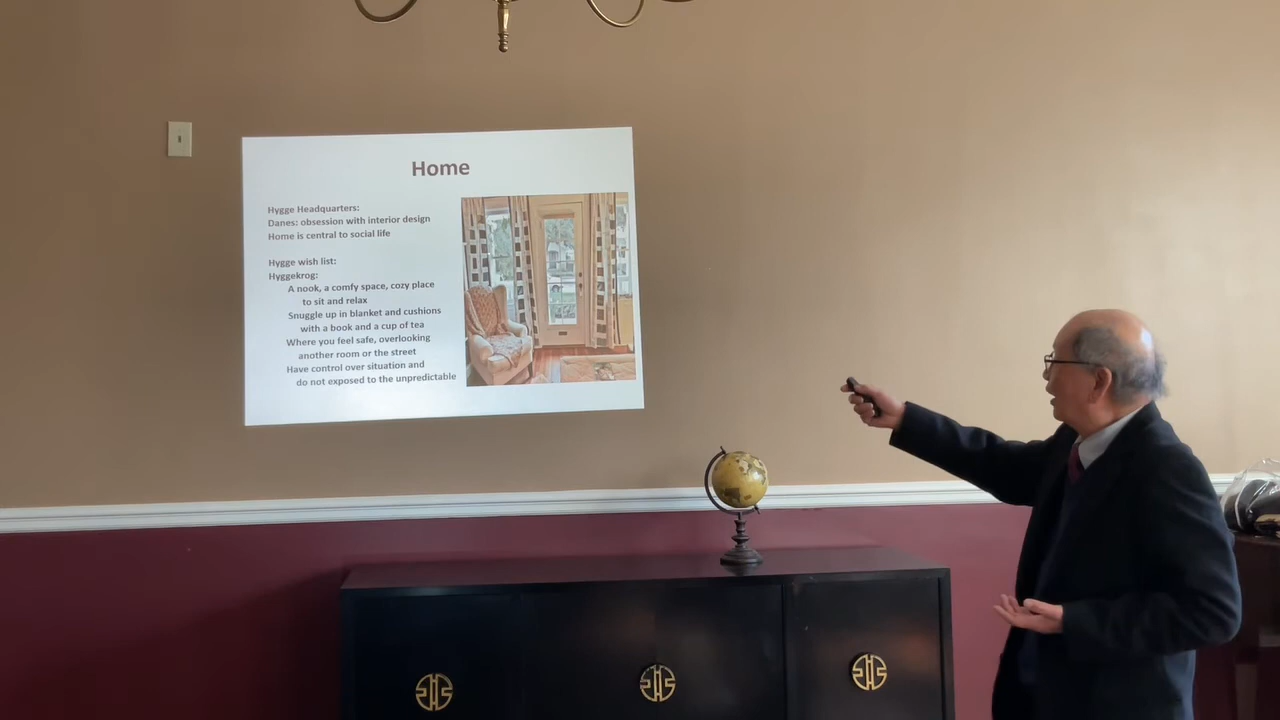 Home
Hygge Headquarters:
Danes: obsession with interior design
Home is central to social life
Hygge wish list:
Hyggekrog:
A nook, a comfy space, cozy place
to sit and relax
Snuggle up in blanket and cushions
with a book and a cup of tea
Where you feel safe, overlooking
another room or the street
Have control over situation and
do not exposed to the unpredictable